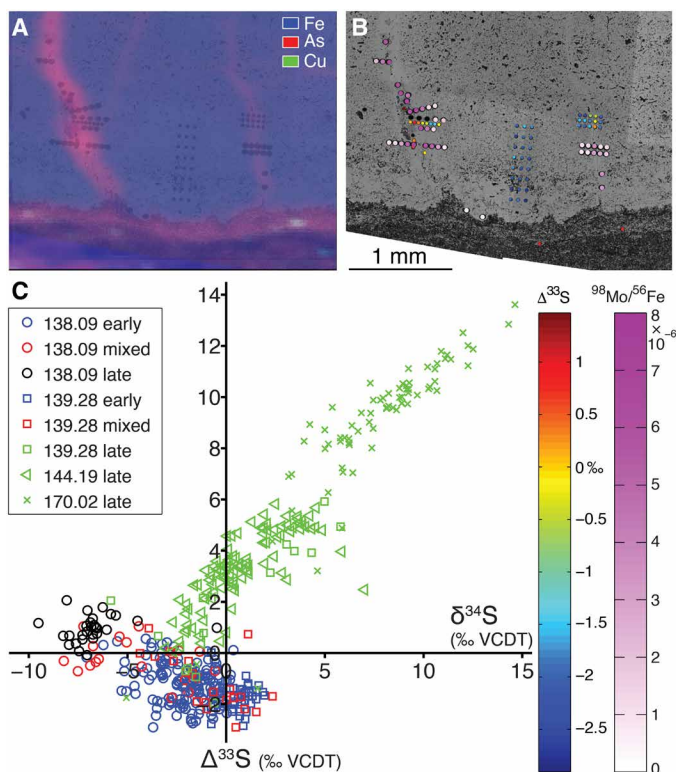 A
Fe
As
Cu
B
1 mm
C
138.09 early
138.09 mixed
138.09 late
139.28 early
139.28 mixed
139.28 late
144.19 late
170.02 late
14
12
10
8
6
4
2
0
−2
−10
−5
0
5
10
15
δ³⁴S
(‰ VCDT)
Δ³³S (‰ VCDT)
Δ³³S
1
0.5
0 ‰
−0.5
−1
−1.5
−2
−2.5
⁹⁸Mo/⁵⁶Fe
8
× 10⁻⁶
7
6
5
4
3
2
1
0